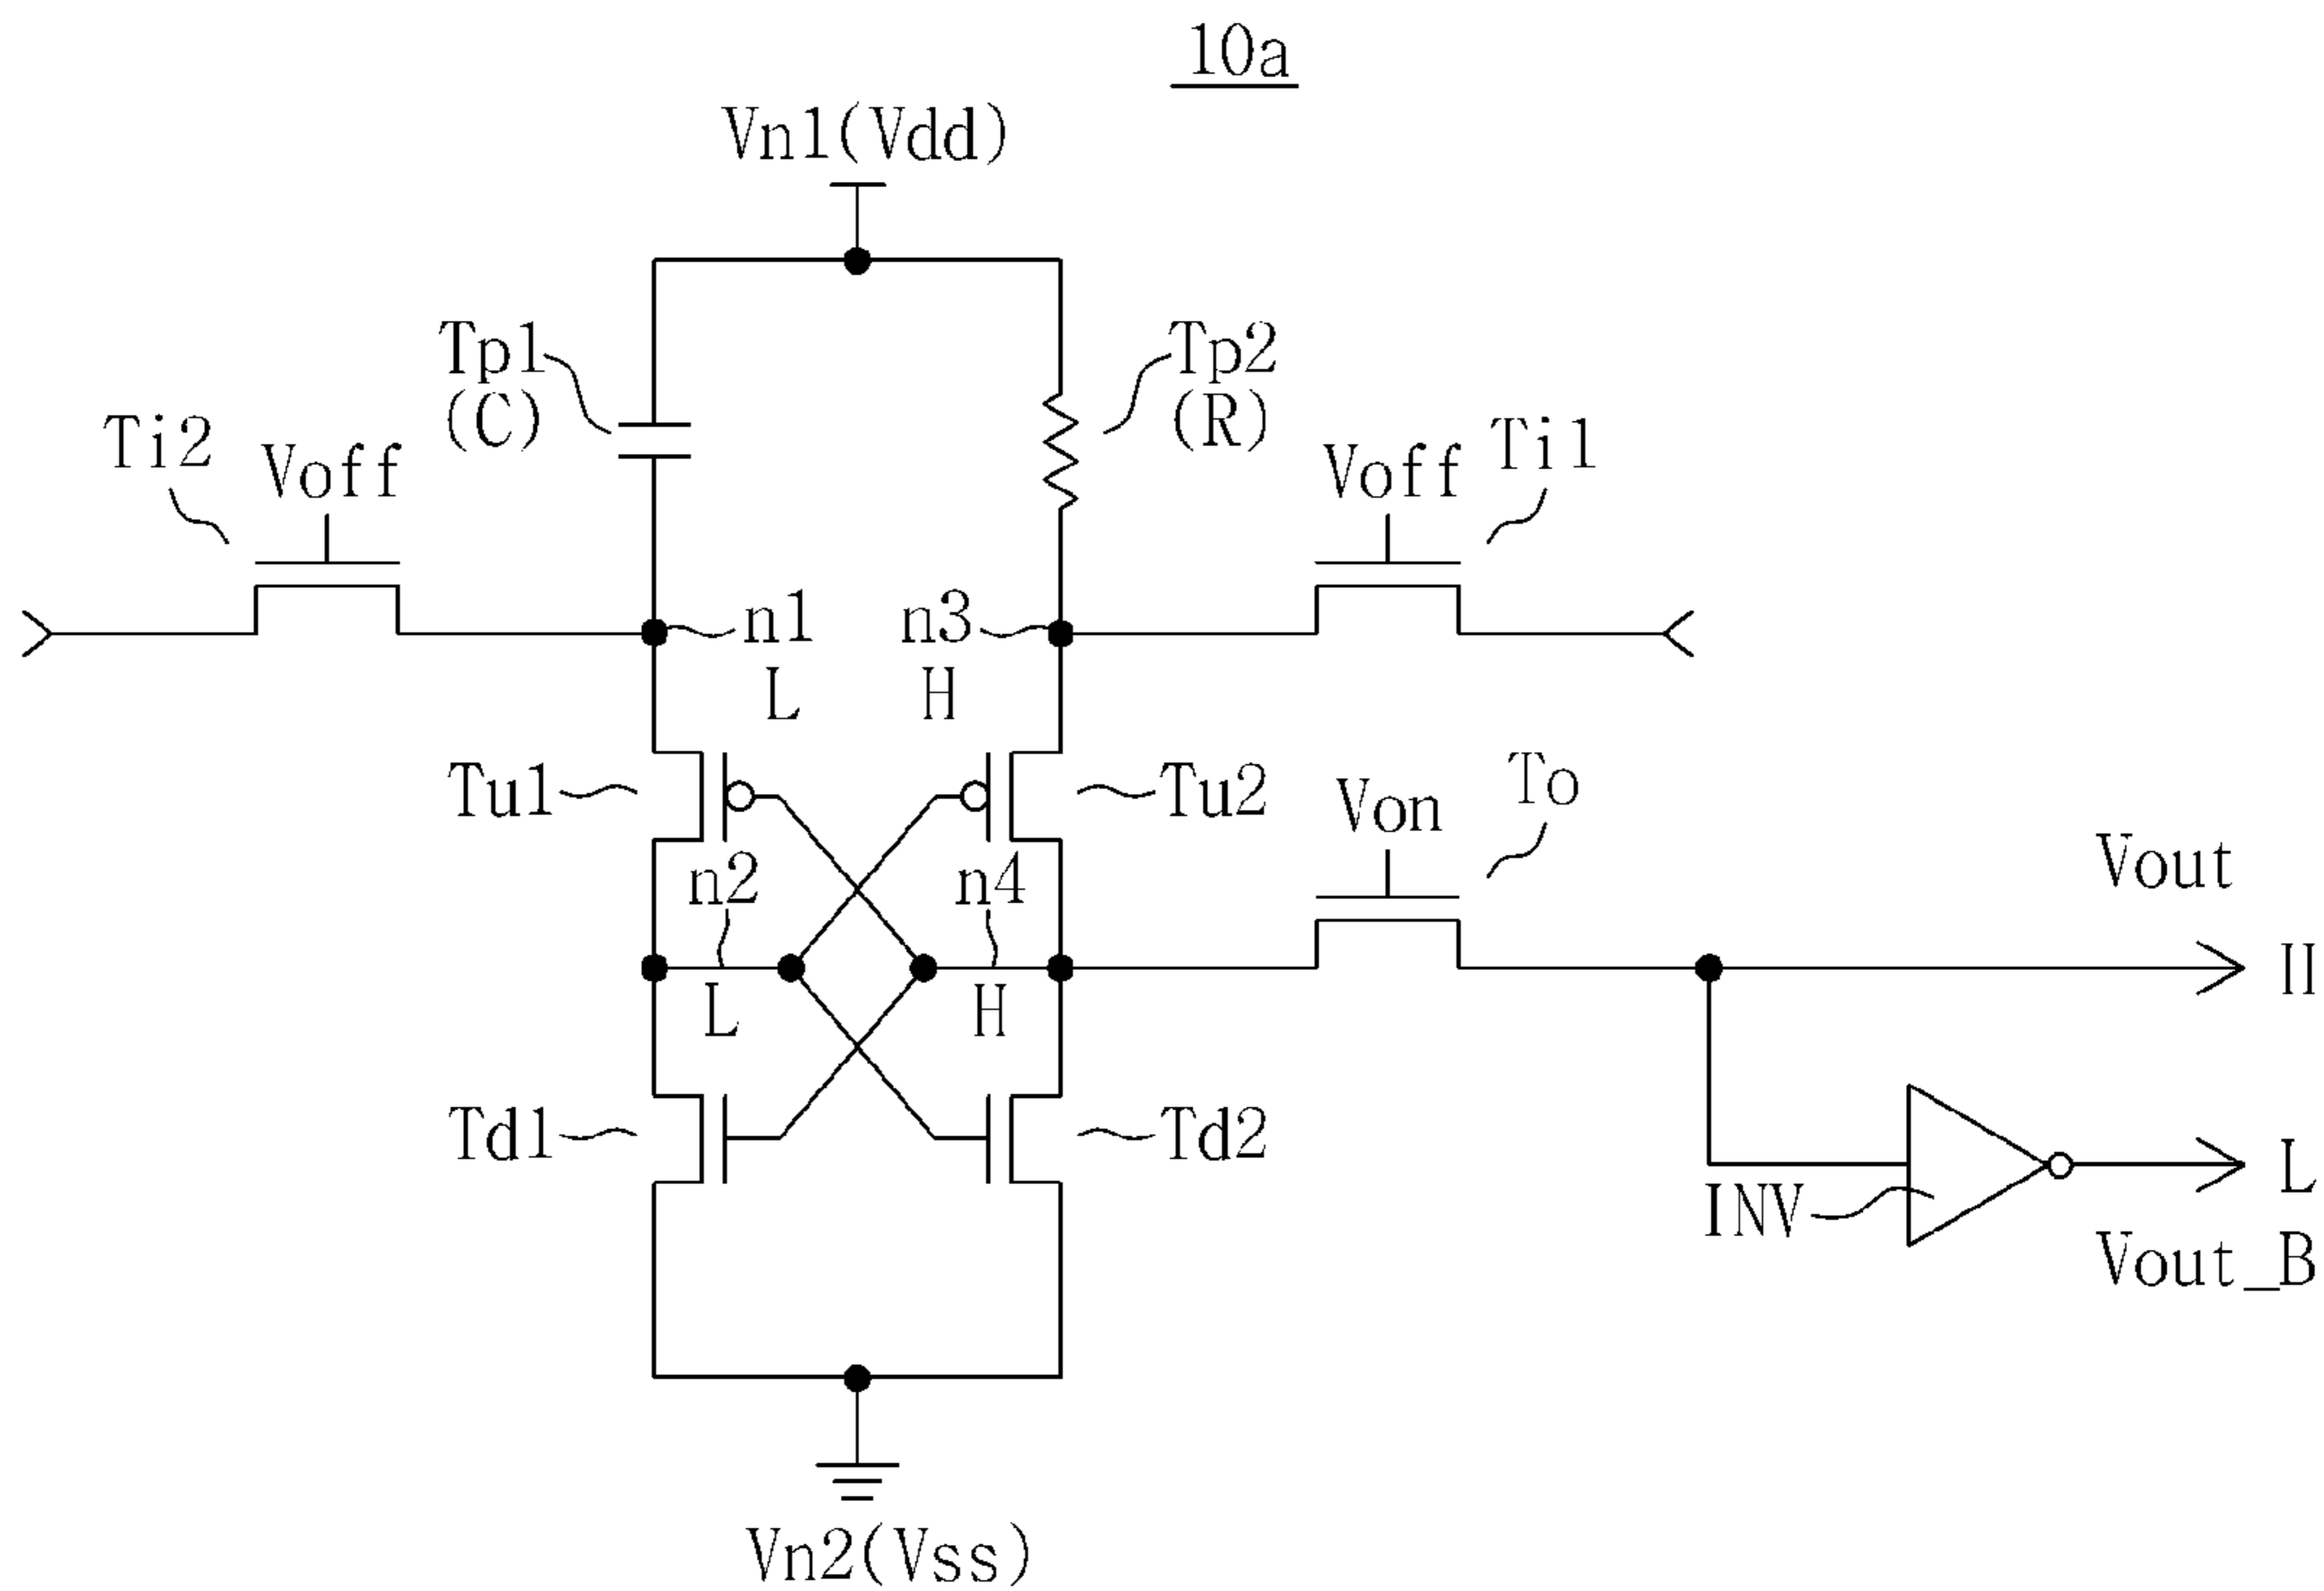 10a
Vn1(Vdd)
Tp1
(C)
Tp2
(R)
Ti2
Voff
Voff
Ti1
n1
n3
L
H
Tu1
Tu2
Von
To
Vout
n2
n4
H
L
H
Td1
Td2
INV
L
Vout_B
Vn2(Vss)